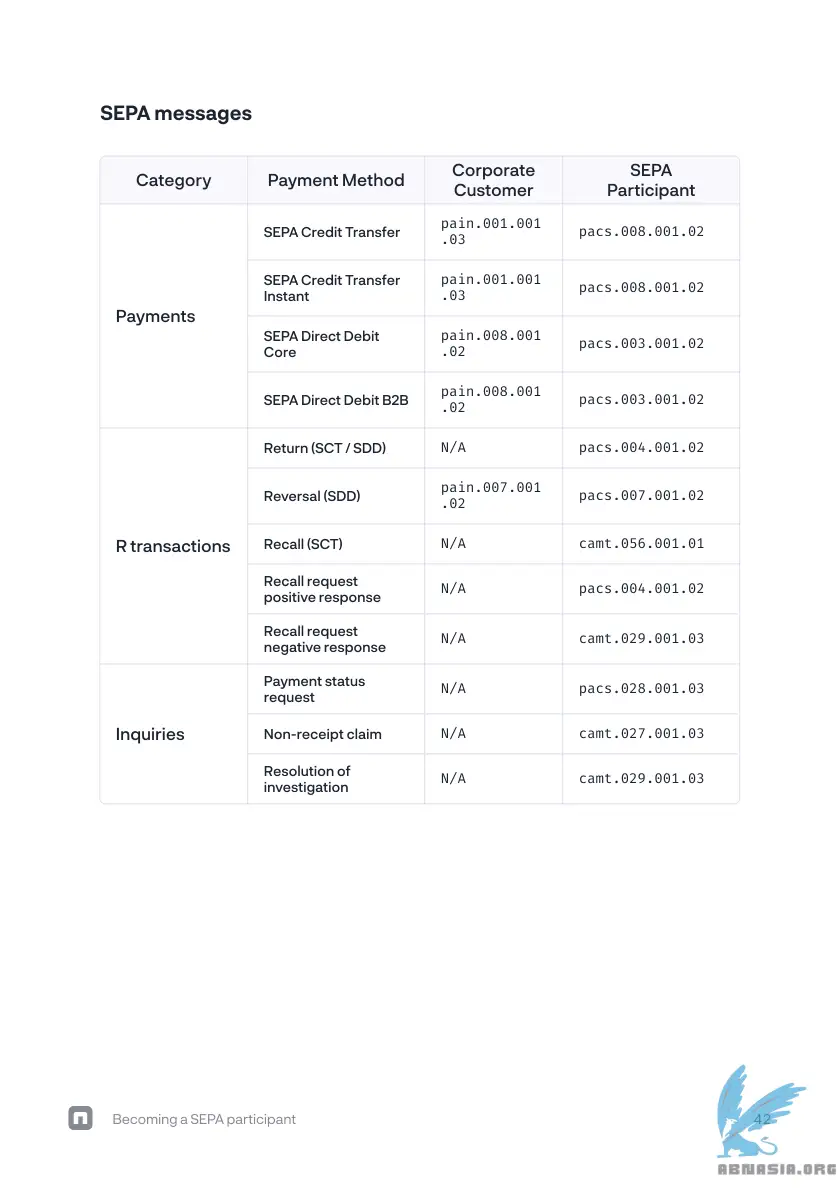 SEPA messages
Category Payment Method Corporate Customer SEPA Participant
Payments
SEPA Credit Transfer pain.001.001.03 pacs.008.001.02
SEPA Credit Transfer Instant pain.001.001.03 pacs.008.001.02
SEPA Direct Debit Core pain.008.001.02 pacs.003.001.02
SEPA Direct Debit B2B pain.008.001.02 pacs.003.001.02
R transactions
Return (SCT / SDD) N/A pacs.004.001.02
Reversal (SDD) pain.007.001.02 pacs.007.001.02
Recall (SCT) N/A camt.056.001.01
Recall request positive response N/A pacs.004.001.02
Recall request negative response N/A camt.029.001.03
Inquiries
Payment status request N/A pacs.028.001.03
Non-receipt claim N/A camt.027.001.03
Resolution of investigation N/A camt.029.001.03
Becoming a SEPA participant 42
ABNASIA.ORG